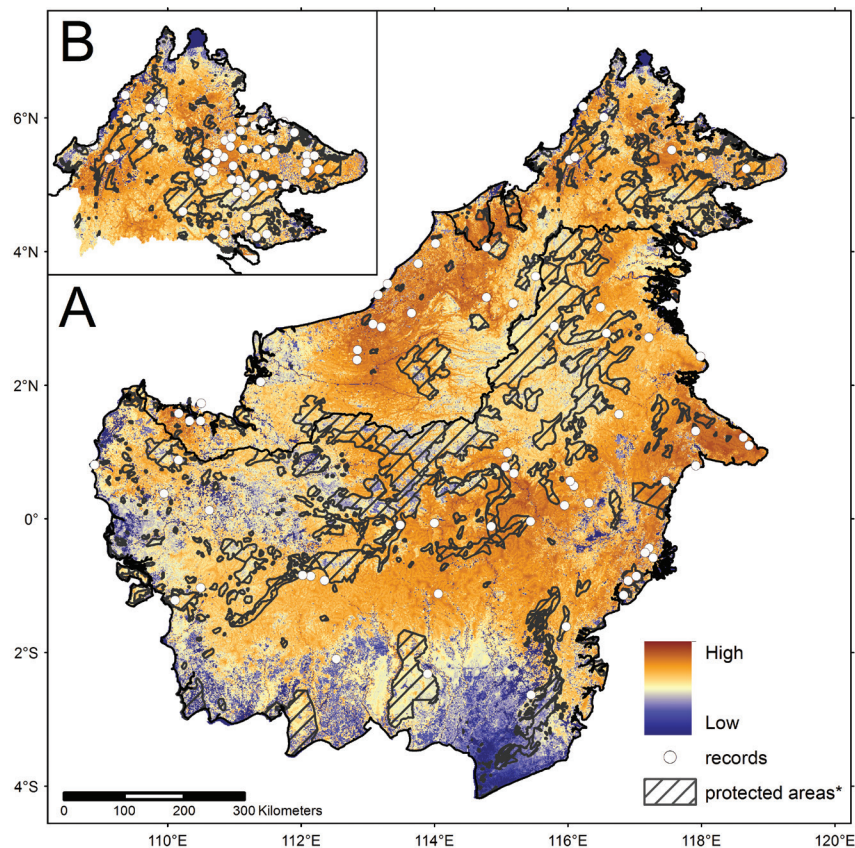 B
A
6°N
4°N
2°N
0°
2°S
4°S
High
Low
records
protected areas*
0 100 200 300 Kilometers
110°E 112°E 114°E 116°E 118°E 120°E